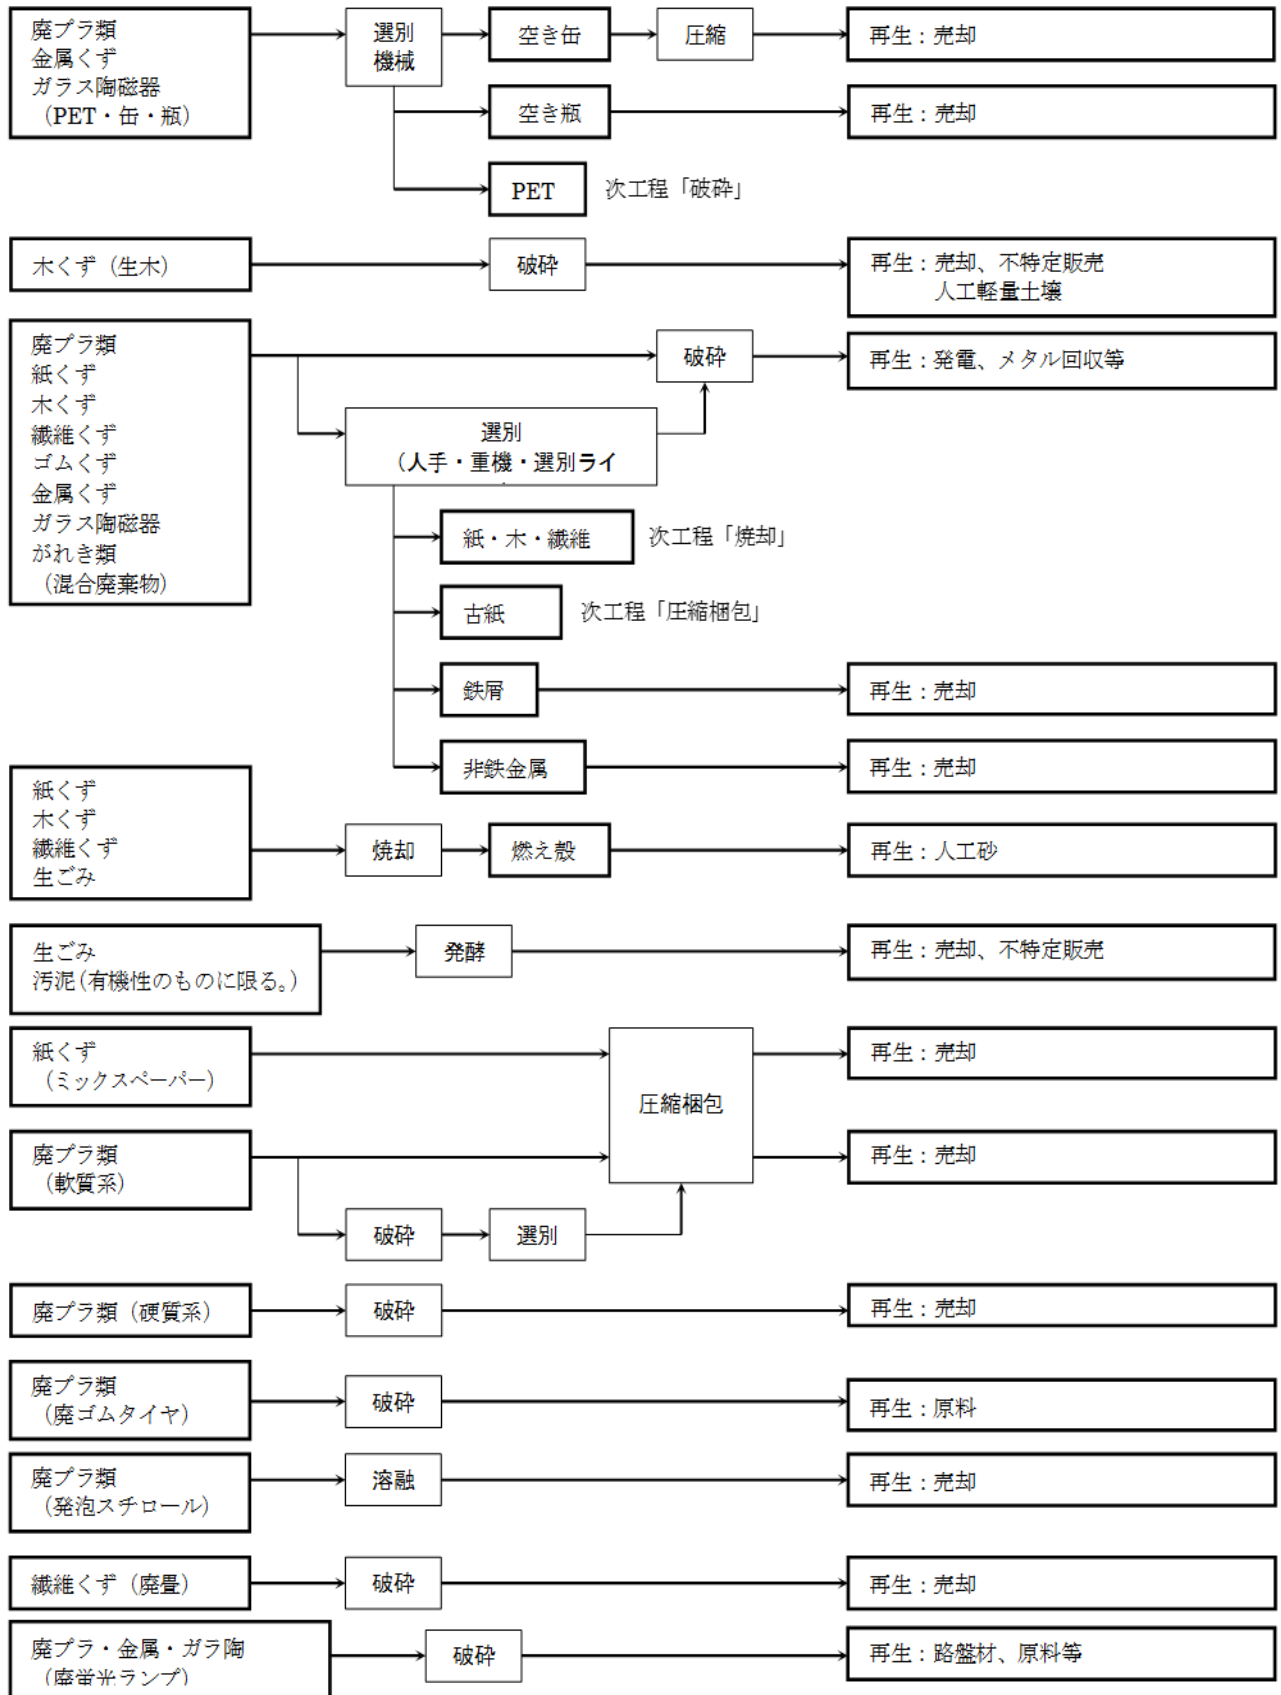 廃プラ類
金属くず
ガラス陶磁器
（PET・缶・瓶）
選別
機械
空き缶
圧縮
再生：売却
空き瓶
再生：売却
PET
次工程「破砕」
木くず（生木）
破砕
再生：売却、不特定販売
人工軽量土壌
廃プラ類
紙くず
木くず
繊維くず
ゴムくず
金属くず
ガラス陶磁器
がれき類
（混合廃棄物）
破砕
再生：発電、メタル回収等
選別
（人手・重機・選別ライ
紙・木・繊維
次工程「焼却」
古紙
次工程「圧縮梱包」
鉄屑
再生：売却
非鉄金属
再生：売却
紙くず
木くず
繊維くず
生ごみ
焼却
燃え殻
再生：人工砂
生ごみ
汚泥（有機性のものに限る。）
発酵
再生：売却、不特定販売
紙くず
（ミックスペーパー）
圧縮梱包
再生：売却
廃プラ類
（軟質系）
再生：売却
破砕
選別
廃プラ類（硬質系）
破砕
再生：売却
廃プラ類
（廃ゴムタイヤ）
破砕
再生：原料
廃プラ類
（発泡スチロール）
溶融
再生：売却
繊維くず（廃畳）
破砕
再生：売却
廃プラ・金属・ガラ陶
（廃蛍光ランプ）
破砕
再生：路盤材、原料等